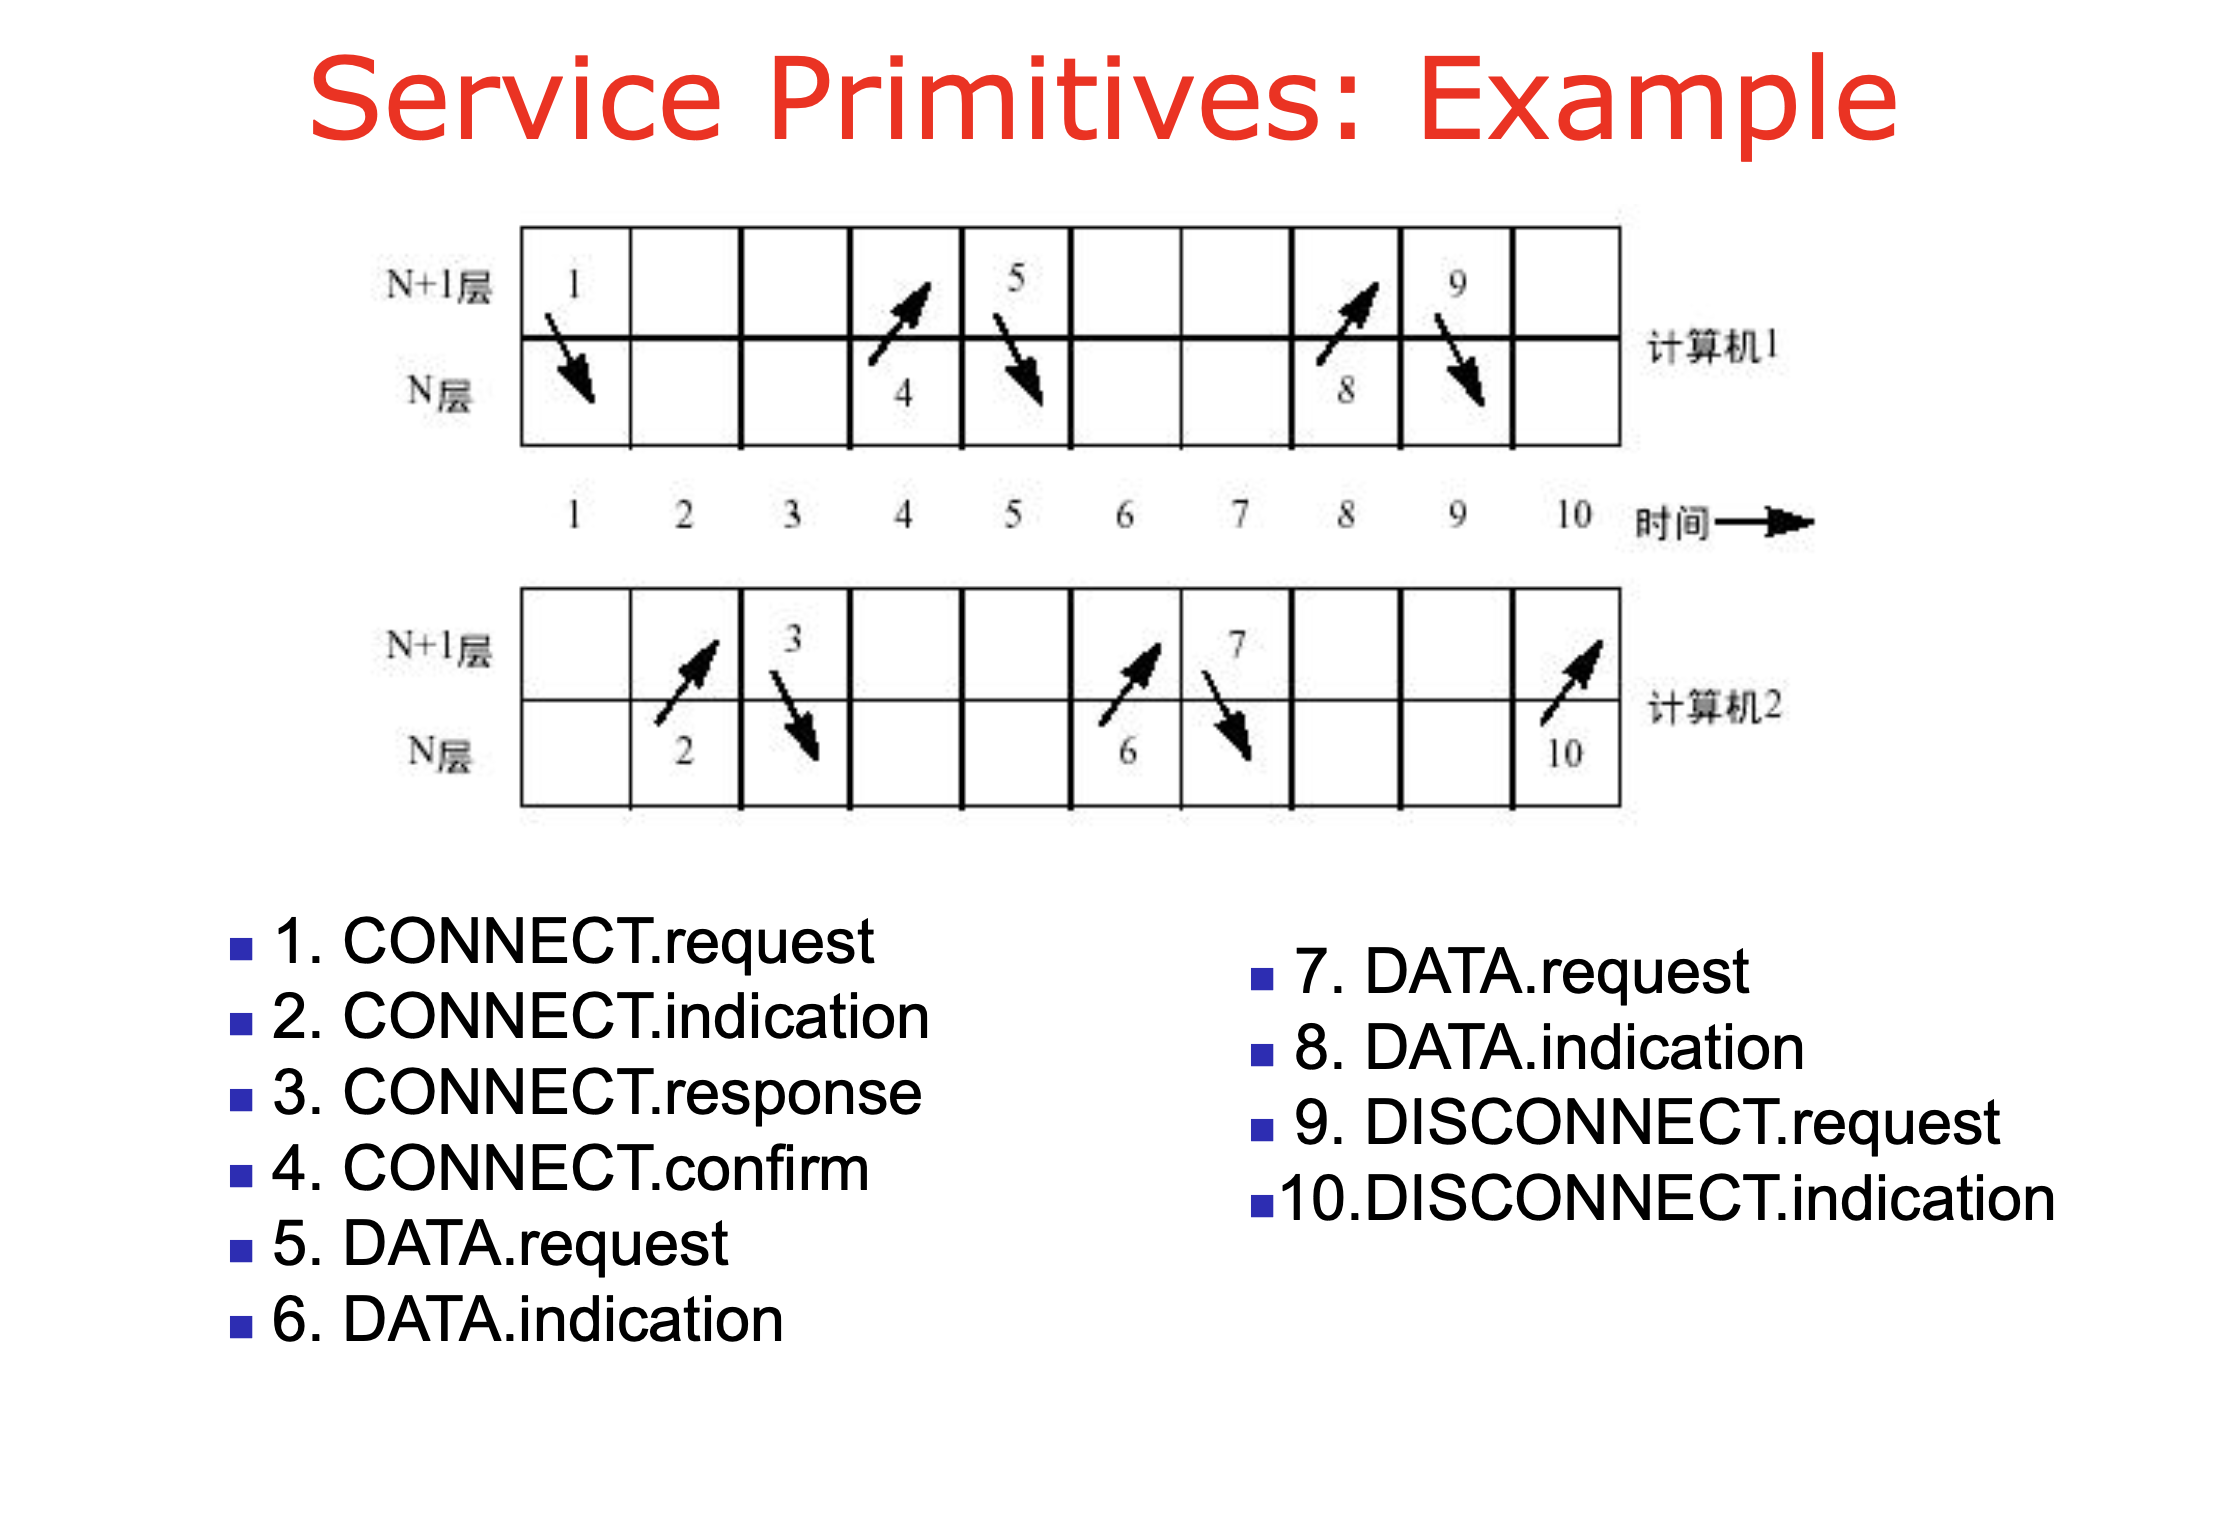 Service Primitives: Example
N+1层 1 5 9
计算机1
N层 4 8
1 2 3 4 5 6 7 8 9 10 时间
N+1层 3 7
计算机2
N层 2 6 10
1. CONNECT.request
2. CONNECT.indication
3. CONNECT.response
4. CONNECT.confirm
5. DATA.request
6. DATA.indication
7. DATA.request
8. DATA.indication
9. DISCONNECT.request
10.DISCONNECT.indication